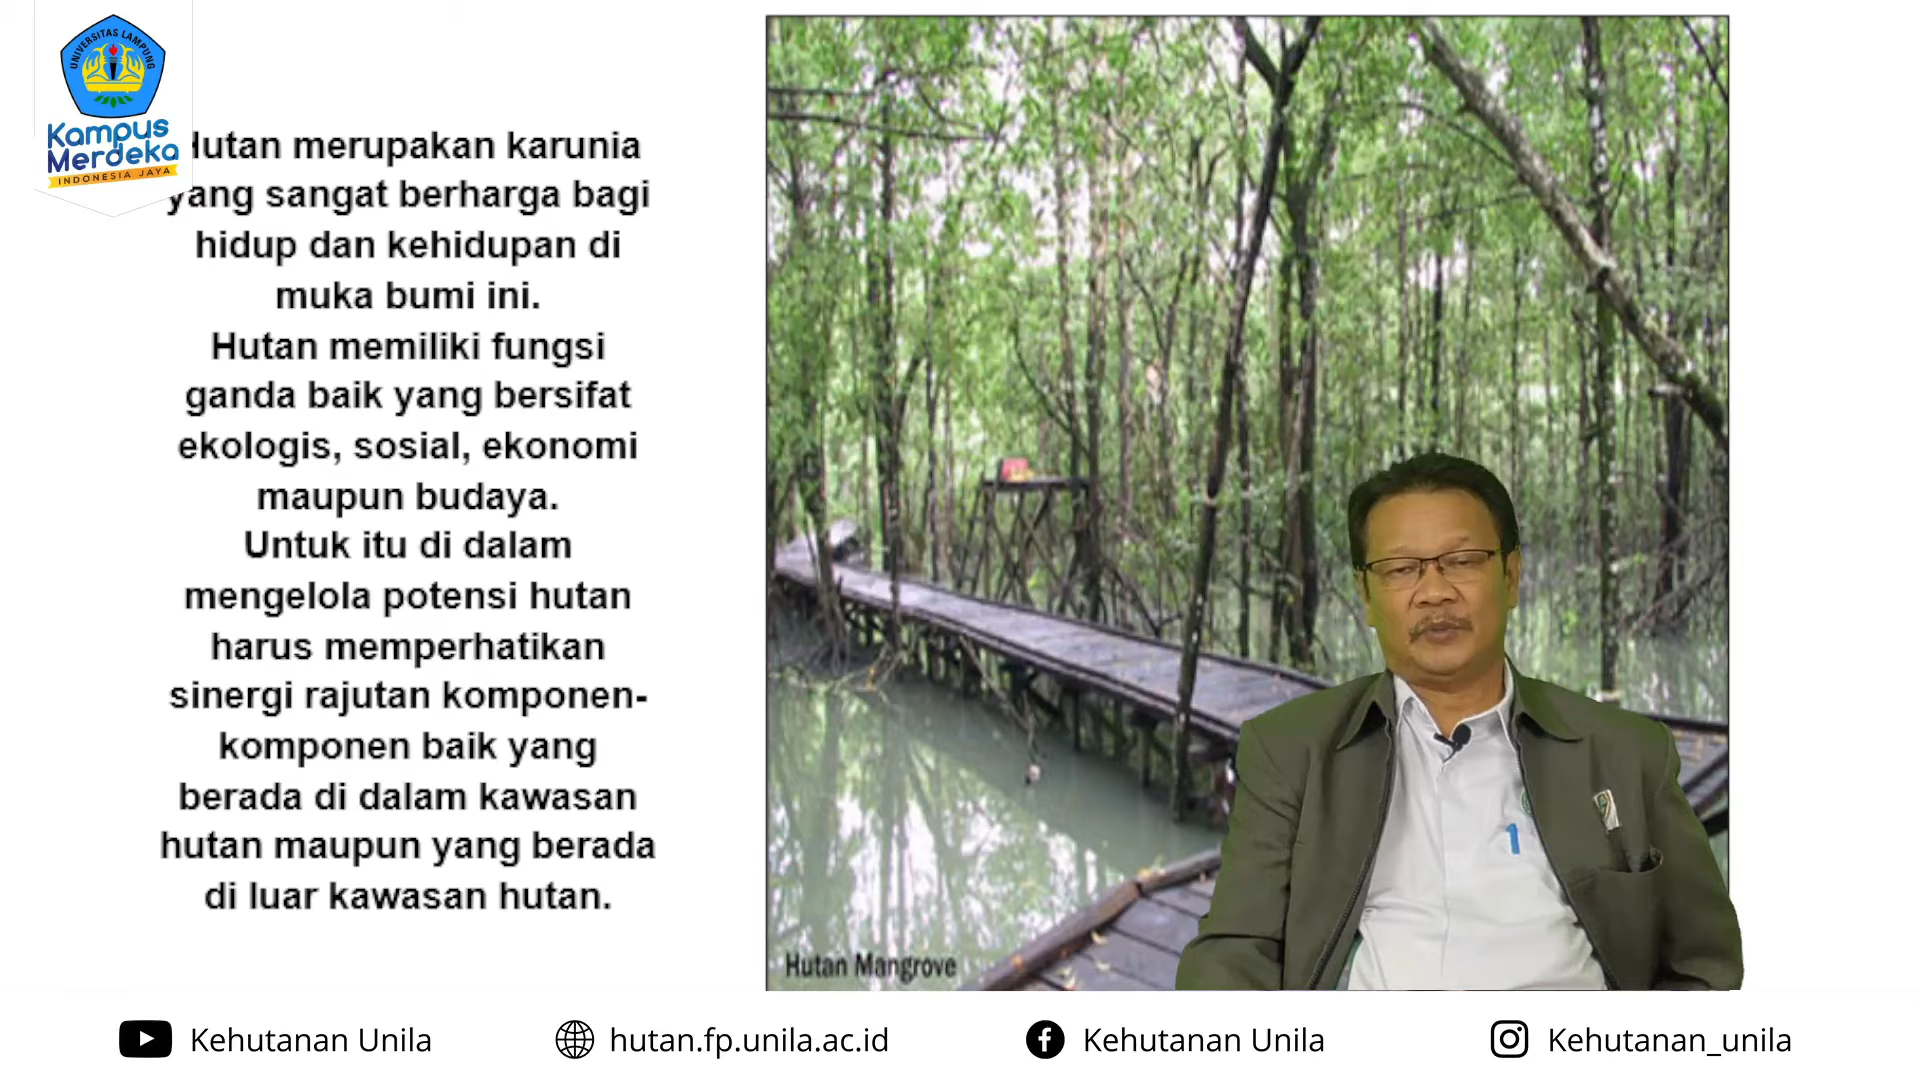 UNIVERSITAS LAMPUNG
Kampus
Merdeka
INDONESIA JAYA
Hutan merupakan karunia
yang sangat berharga bagi
hidup dan kehidupan di
muka bumi ini.
Hutan memiliki fungsi
ganda baik yang bersifat
ekologis, sosial, ekonomi
maupun budaya.
Untuk itu di dalam
mengelola potensi hutan
harus memperhatikan
sinergi rajutan komponen-
komponen baik yang
berada di dalam kawasan
hutan maupun yang berada
di luar kawasan hutan.
Hutan Mangrove
Kehutanan Unila
hutan.fp.unila.ac.id
Kehutanan Unila
Kehutanan_unila